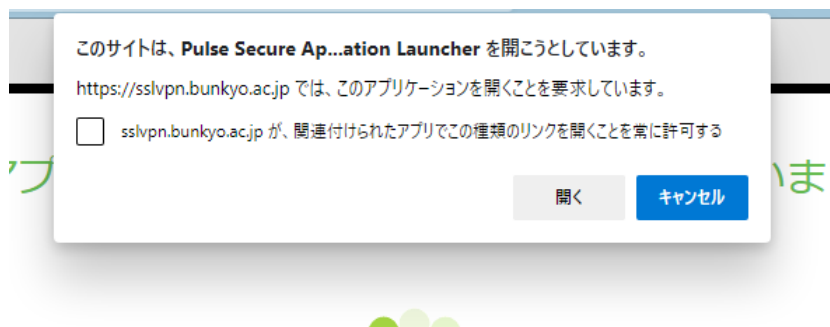 このサイトは、Pulse Secure Ap...ation Launcher を開こうとしています。
https://sslvpn.bunkyo.ac.jp では、このアプリケーションを開くことを要求しています。
sslvpn.bunkyo.ac.jp が、関連付けられたアプリでこの種類のリンクを開くことを常に許可する
プ いま
開く キャンセル